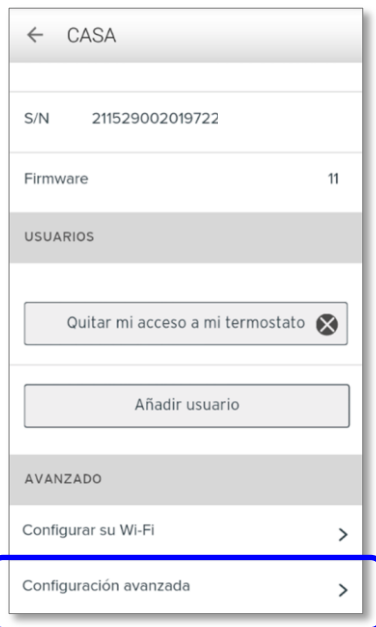 CASA
S/N 211529002019722
Firmware 11
USUARIOS
Quitar mi acceso a mi termostato
Añadir usuario
AVANZADO
Configurar su Wi-Fi
Configuración avanzada